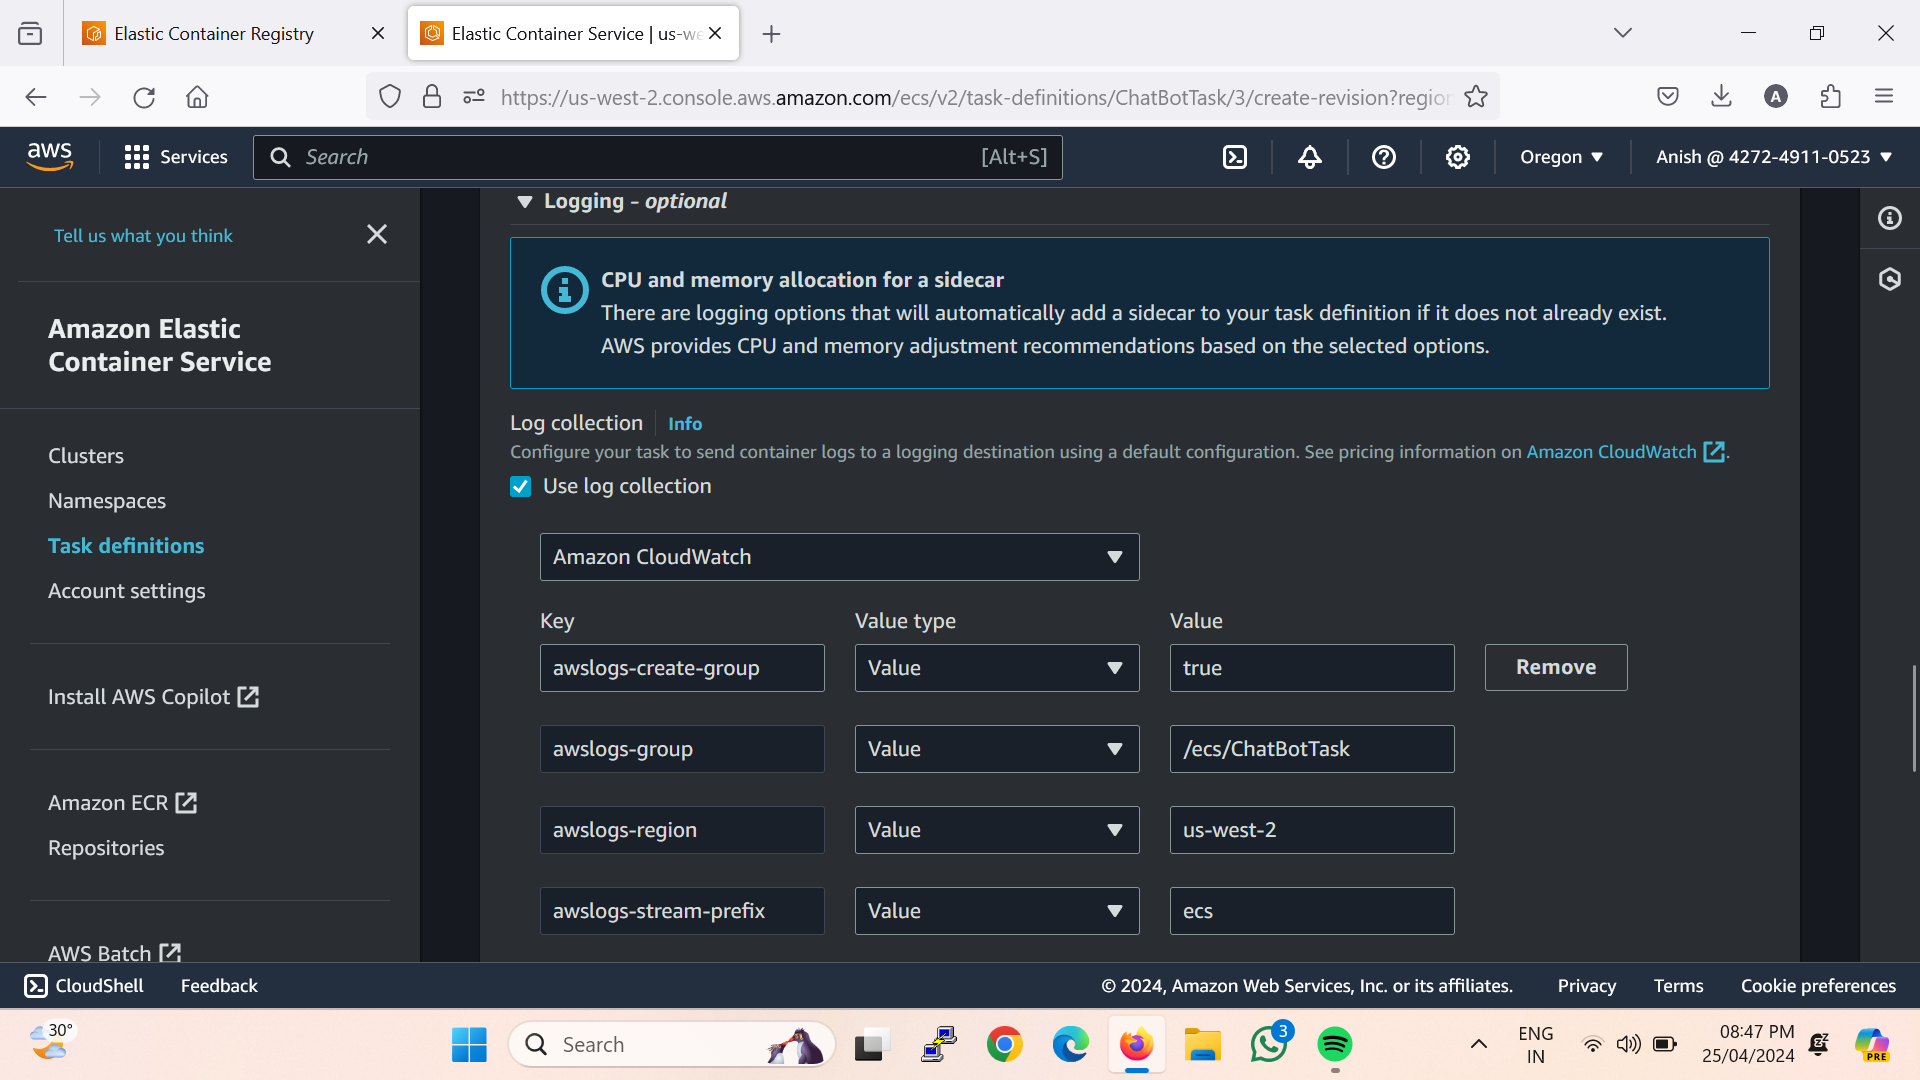 Elastic Container Registry
Elastic Container Service | us-we
https://us-west-2.console.aws.amazon.com/ecs/v2/task-definitions/ChatBotTask/3/create-revision?region
A
aws
Services
Search
[Alt+S]
Oregon
Anish @ 4272-4911-0523
Tell us what you think
Amazon Elastic
Container Service
Clusters
Namespaces
Task definitions
Account settings
Install AWS Copilot
Amazon ECR
Repositories
AWS Batch
Logging - optional
CPU and memory allocation for a sidecar
There are logging options that will automatically add a sidecar to your task definition if it does not already exist.
AWS provides CPU and memory adjustment recommendations based on the selected options.
Log collection
Info
Configure your task to send container logs to a logging destination using a default configuration. See pricing information on Amazon CloudWatch .
Use log collection
Amazon CloudWatch
Key Value type Value
awslogs-create-group Value true Remove
awslogs-group Value /ecs/ChatBotTask
awslogs-region Value us-west-2
awslogs-stream-prefix Value ecs
CloudShell
Feedback
© 2024, Amazon Web Services, Inc. or its affiliates.
Privacy
Terms
Cookie preferences
30°
Search
3
ENG
IN
08:47 PM
25/04/2024
PRE